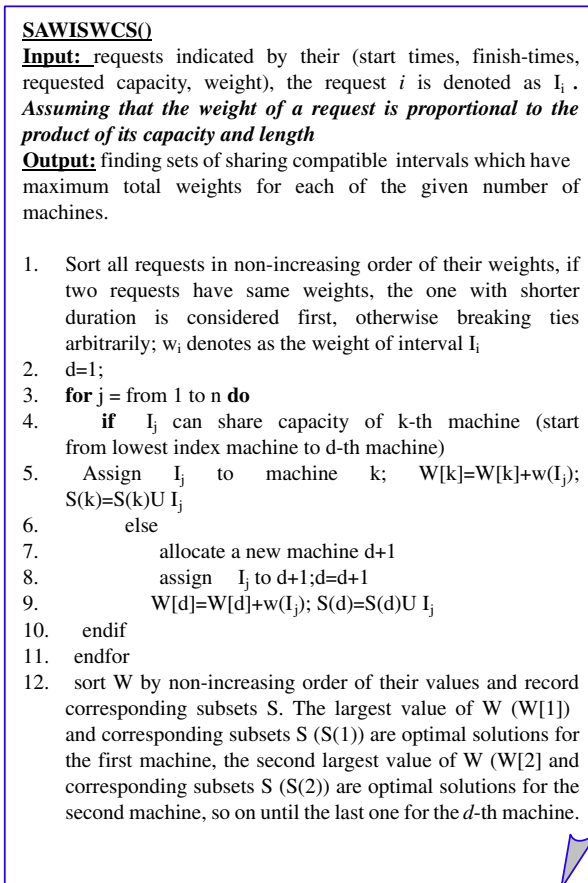 SAWISWCS()
Input: requests indicated by their (start times, finish-times,
requested capacity, weight), the request i is denoted as Ii .
Assuming that the weight of a request is proportional to the
product of its capacity and length
Output: finding sets of sharing compatible intervals which have
maximum total weights for each of the given number of
machines.
1. Sort all requests in non-increasing order of their weights, if
two requests have same weights, the one with shorter
duration is considered first, otherwise breaking ties
arbitrarily; wi denotes as the weight of interval Ii
2. d=1;
3. for j = from 1 to n do
4. if Ij can share capacity of k-th machine (start
from lowest index machine to d-th machine)
5. Assign Ij to machine k; W[k]=W[k]+w(Ij);
S(k)=S(k)U Ij
6. else
7. allocate a new machine d+1
8. assign Ij to d+1;d=d+1
9. W[d]=W[d]+w(Ij); S(d)=S(d)U Ij
10. endif
11. endfor
12. sort W by non-increasing order of their values and record
corresponding subsets S. The largest value of W (W[1])
and corresponding subsets S (S(1)) are optimal solutions for
the first machine, the second largest value of W (W[2] and
corresponding subsets S (S(2)) are optimal solutions for the
second machine, so on until the last one for the d-th machine.